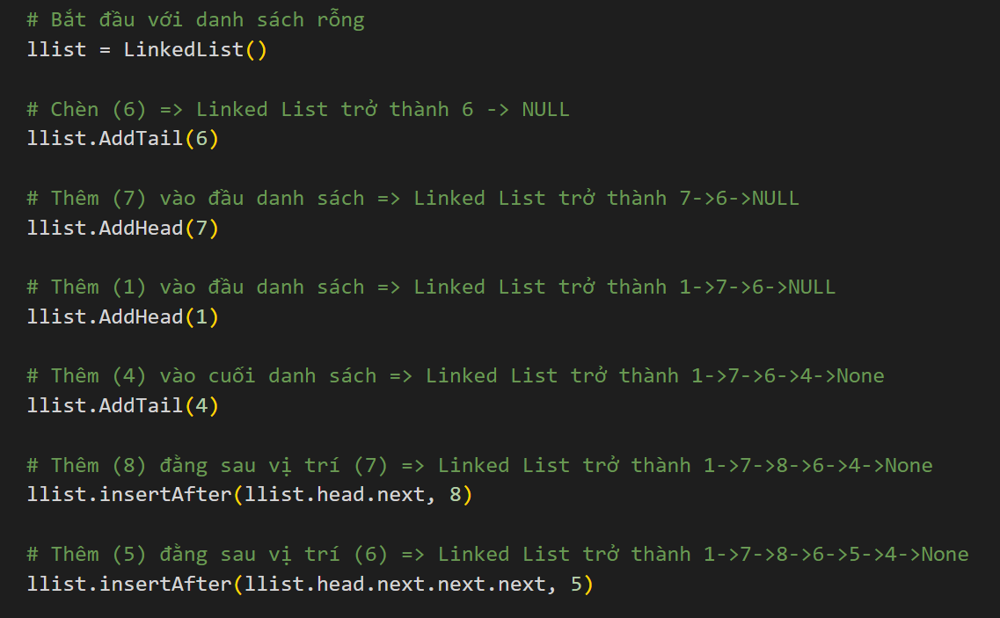 # Bắt đầu với danh sách rỗng
llist = LinkedList()
# Chèn (6) => Linked List trở thành 6 -> NULL
llist.AddTail(6)
# Thêm (7) vào đầu danh sách => Linked List trở thành 7->6->NULL
llist.AddHead(7)
# Thêm (1) vào đầu danh sách => Linked List trở thành 1->7->6->NULL
llist.AddHead(1)
# Thêm (4) vào cuối danh sách => Linked List trở thành 1->7->6->4->None
llist.AddTail(4)
# Thêm (8) đằng sau vị trí (7) => Linked List trở thành 1->7->8->6->4->None
llist.insertAfter(llist.head.next, 8)
# Thêm (5) đằng sau vị trí (6) => Linked List trở thành 1->7->8->6->5->4->None
llist.insertAfter(llist.head.next.next.next, 5)